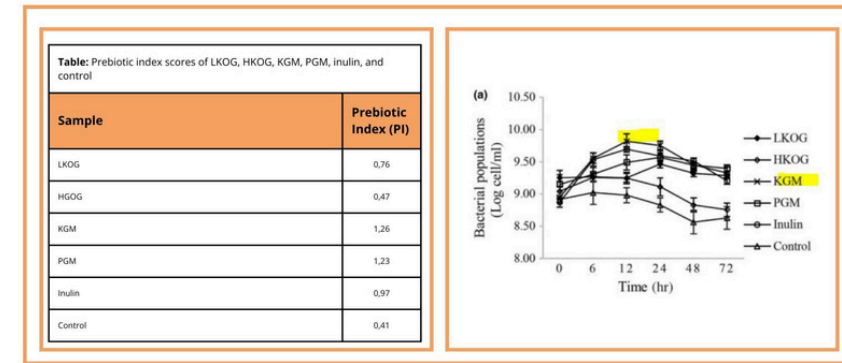 Table: Prebiotic index scores of LKOG, HKOG, KGM, PGM, inulin, and
control
Sample
Prebiotic
Index (PI)
LKOG 0,76
HGOG 0,47
KGM 1,26
PGM 1,23
Inulin 0,97
Control 0,41
(a)
Bacterial populations
(Log cell/ml)
10.50
10.00
9.50
9.00
8.50
8.00
0 6 12 24 48 72
Time (hr)
LKOG
HKOG
KGM
PGM
Inulin
Control